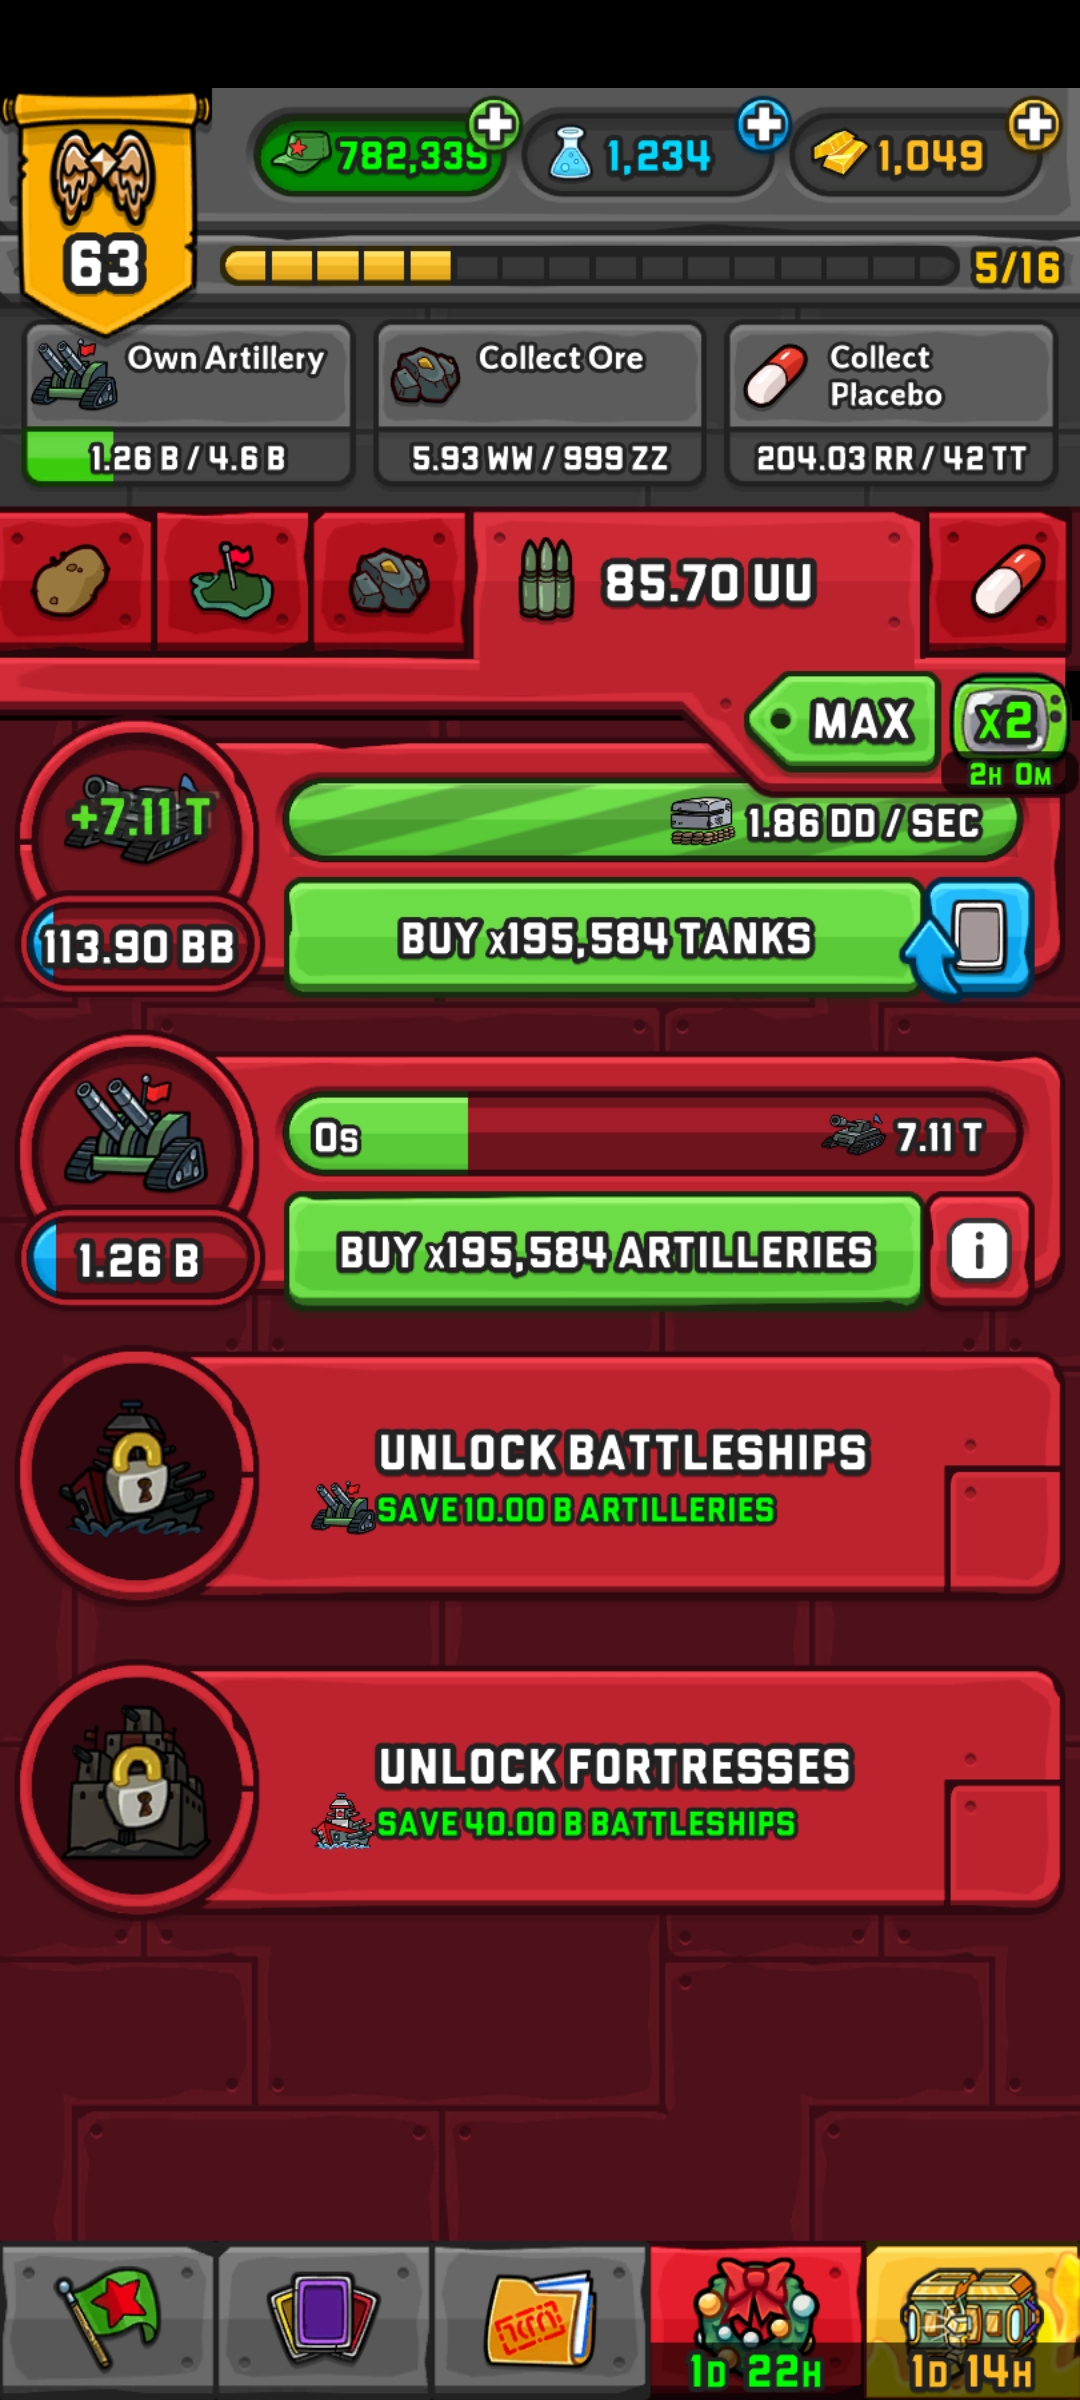 782,339
1,234
1,049
63
5/16
Own Artillery
1.26 B / 4.6 B
Collect Ore
5.93 WW / 999 ZZ
Collect
Placebo
204.03 RR / 42 TT
85.70 UU
MAX
x2
2H 0M
+7.11 T
113.90 BB
1.86 DD / SEC
BUY x195,584 TANKS
0s
7.11 T
1.26 B
BUY x195,584 ARTILLERIES
i
UNLOCK BATTLESHIPS
SAVE 10.00 B ARTILLERIES
UNLOCK FORTRESSES
SAVE 40.00 B BATTLESHIPS
1D 22H
1D 14H